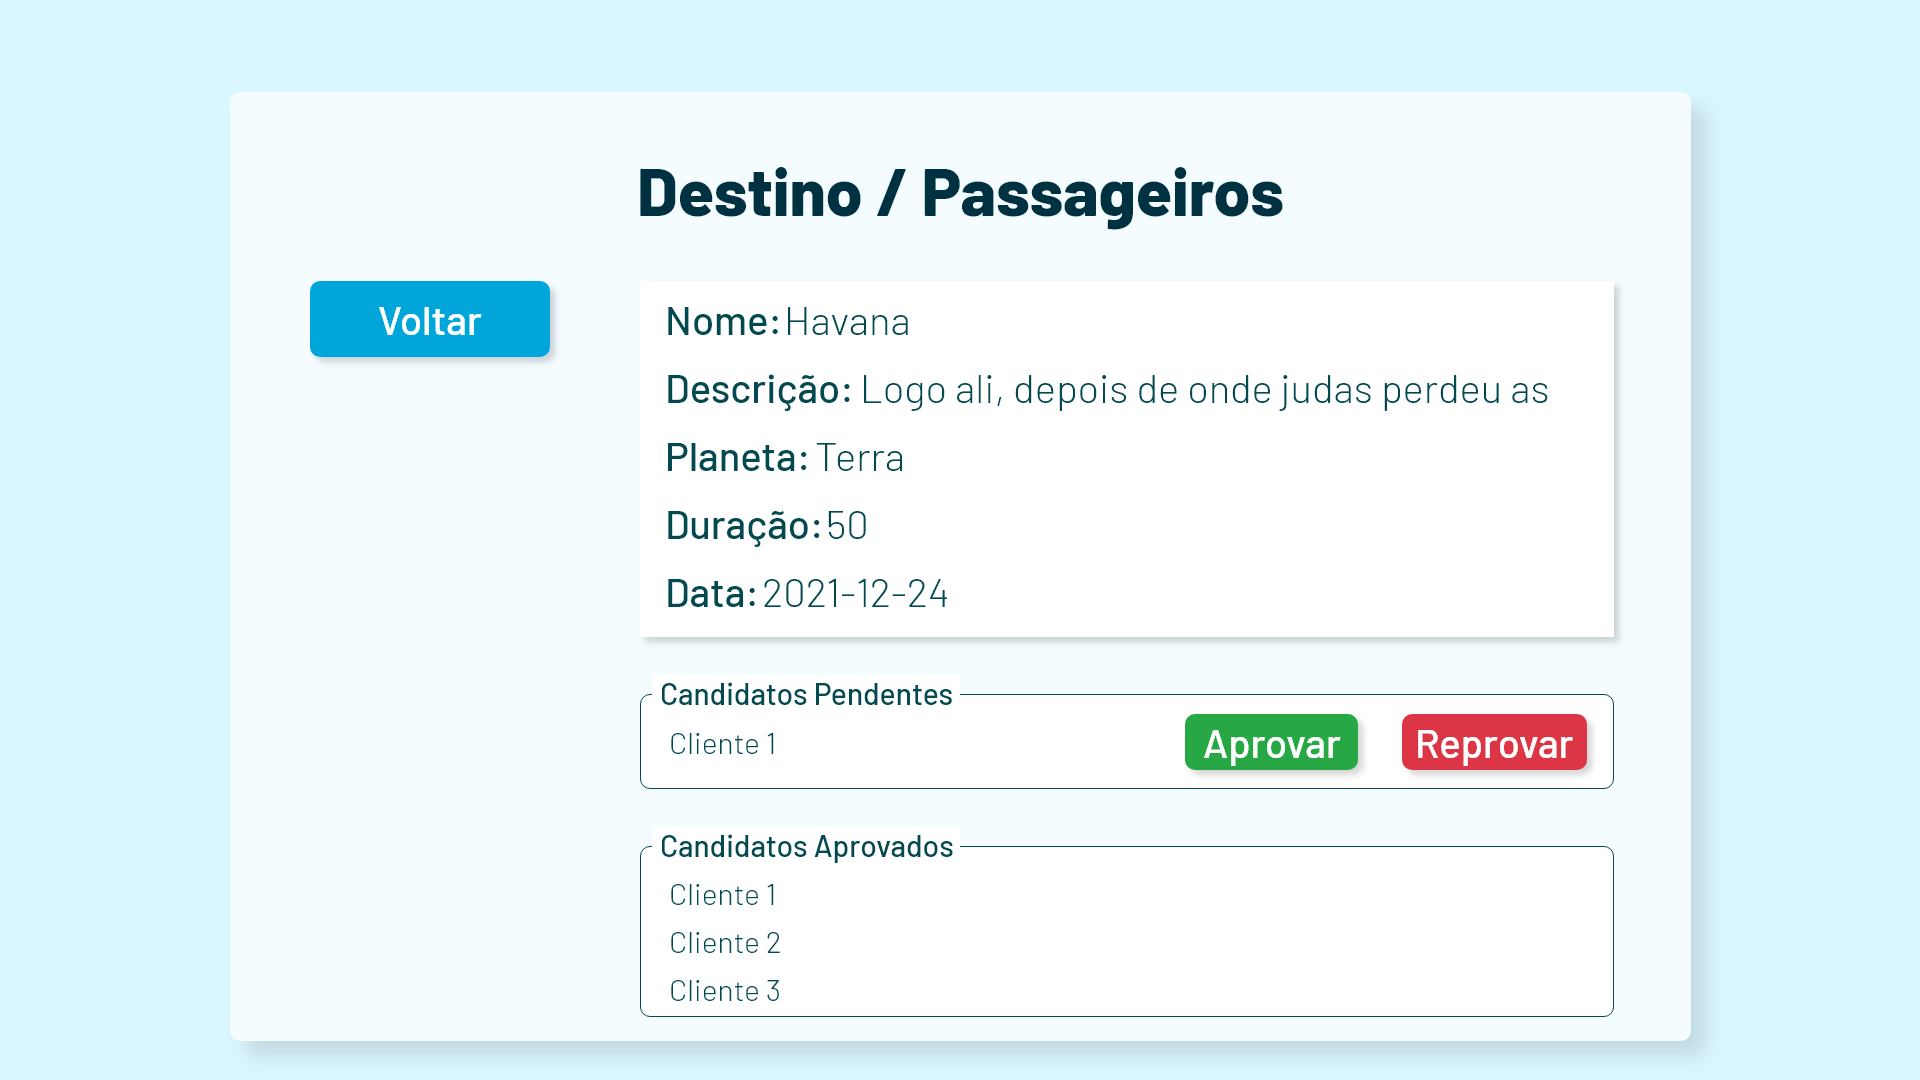 Destino / Passageiros
Voltar
Nome: Havana
Descrição: Logo ali, depois de onde judas perdeu as
Planeta: Terra
Duração: 50
Data: 2021-12-24
Candidatos Pendentes
Cliente 1
Aprovar
Reprovar
Candidatos Aprovados
Cliente 1
Cliente 2
Cliente 3